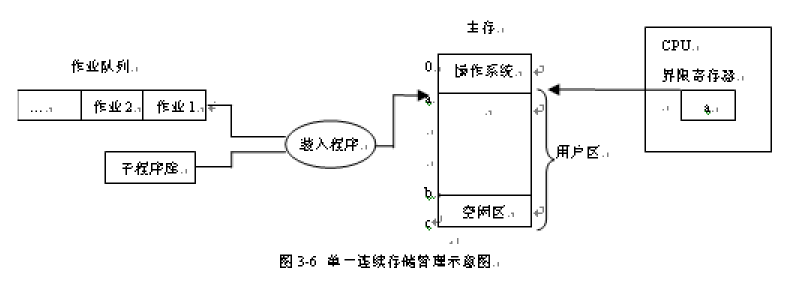 主存
CPU
界限寄存器
a
作业队列
0
操作系统
a
….
作业2
作业1
装入程序
子程序库
用户区
b
空闲区
c
图 3-6 单一连续存储管理示意图